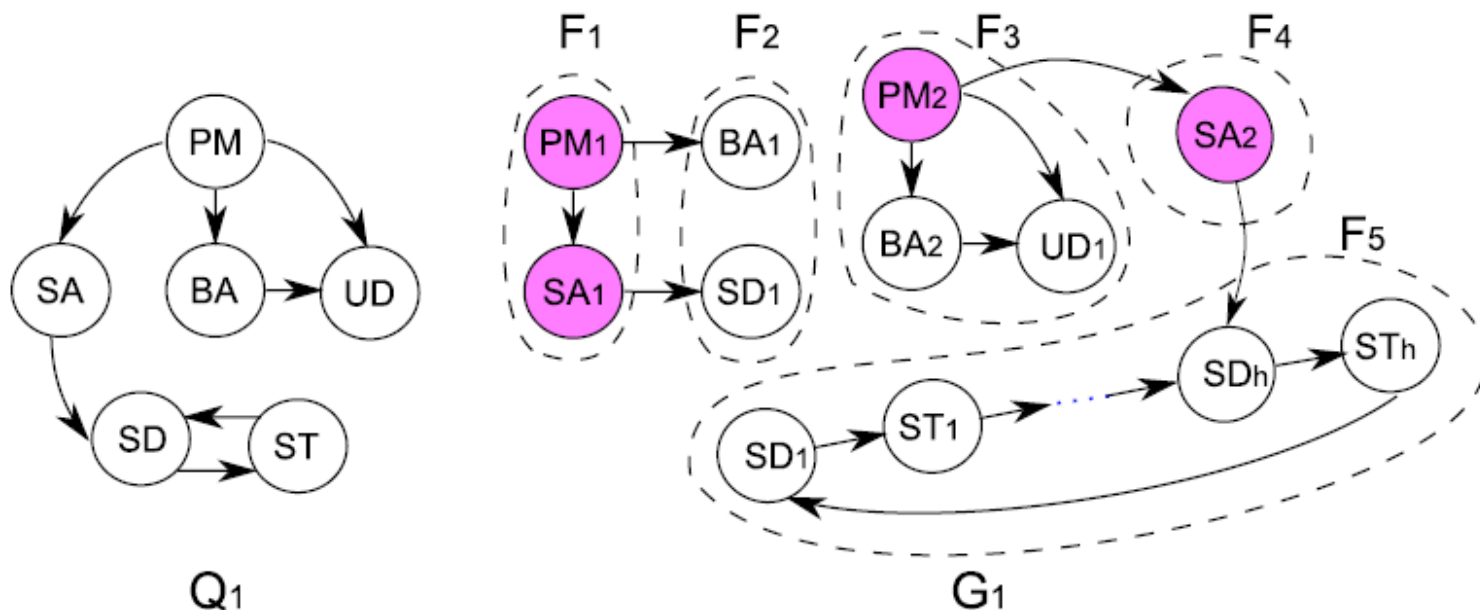 F1 F2 F3 F4
PM PM1 BA1 PM2 SA2
SA BA UD SA1 SD1 BA2 UD1 F5
SD ST SD1 ST1 SDh STh
Q1 G1